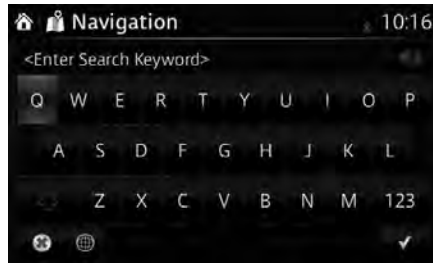 Navigation 10:16
<Enter Search Keyword>
Q W E R T Y U I O P
A S D F G H J K L
Z X C V B N M 123